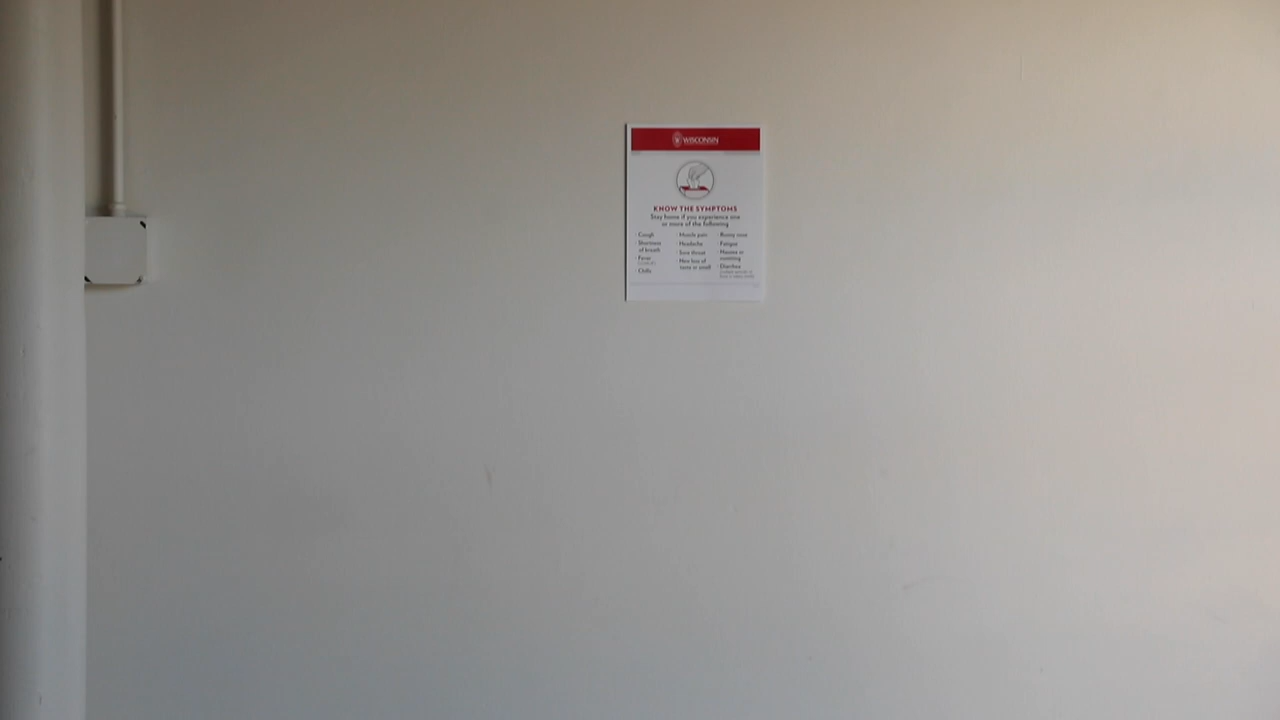 WISCONSIN
KNOW THE SYMPTOMS
Stay home if you experience one
or more of the following
· Cough
· Shortness
of breath
· Fever
· Chills
· Muscle pain
· Headache
· Sore throat
· New loss of
taste or smell
· Runny nose
· Fatigue
· Nausea or
vomiting
· Diarrhea